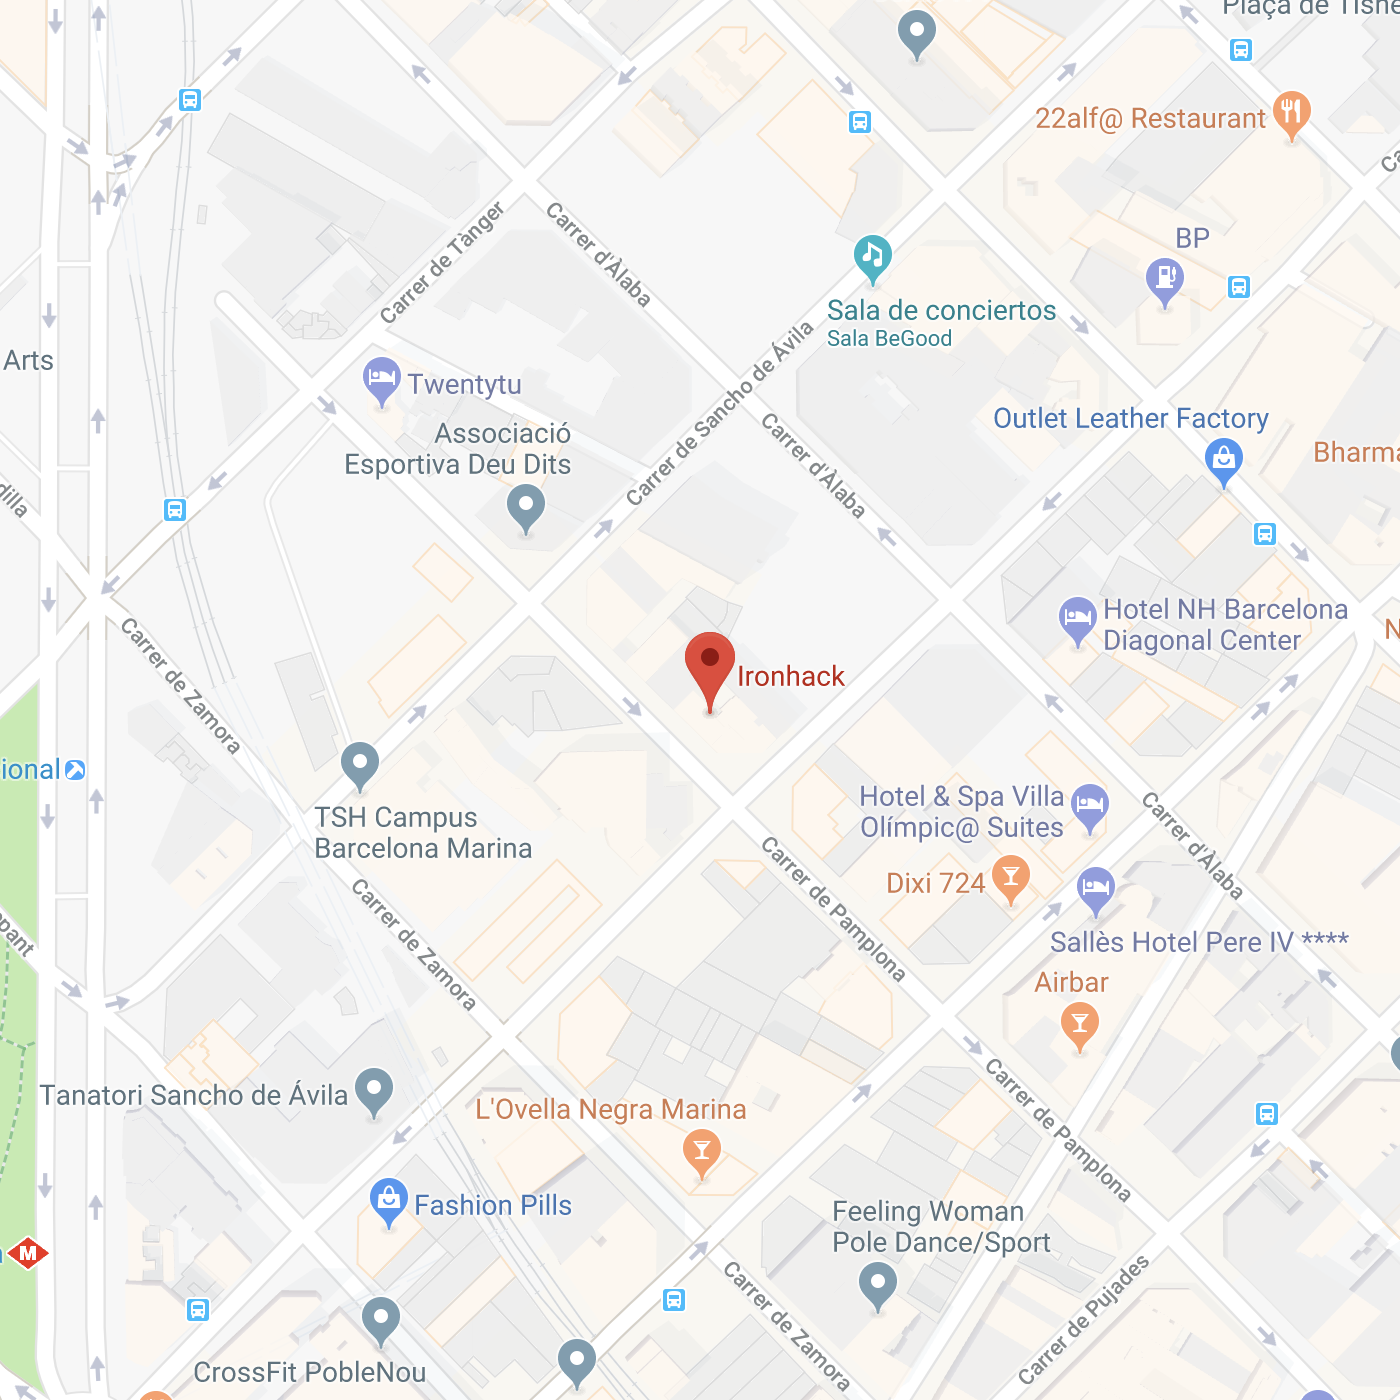 Plaça de Tisne
22alf@ Restaurant
Ca
Carrer de Tànger
Carrer d'Àlaba
BP
Sala de conciertos
Sala BeGood
Arts
Twentytu
Carrer de Sancho de Ávila
Associació
Esportiva Deu Dits
Outlet Leather Factory
Carrer d'Àlaba
Bharma
dilla
Hotel NH Barcelona
Diagonal Center
N
Carrer de Zamora
Ironhack
ional
TSH Campus
Barcelona Marina
Hotel & Spa Villa
Olímpic@ Suites
Carrer d'Àlaba
Dixi 724
Carrer de Pamplona
Carrer de Zamora
Sallès Hotel Pere IV ****
pant
Airbar
Tanatori Sancho de Ávila
L'Ovella Negra Marina
Carrer de Pamplona
Fashion Pills
Feeling Woman
Pole Dance/Sport
M
Carrer de Pujades
Carrer de Zamora
CrossFit PobleNou